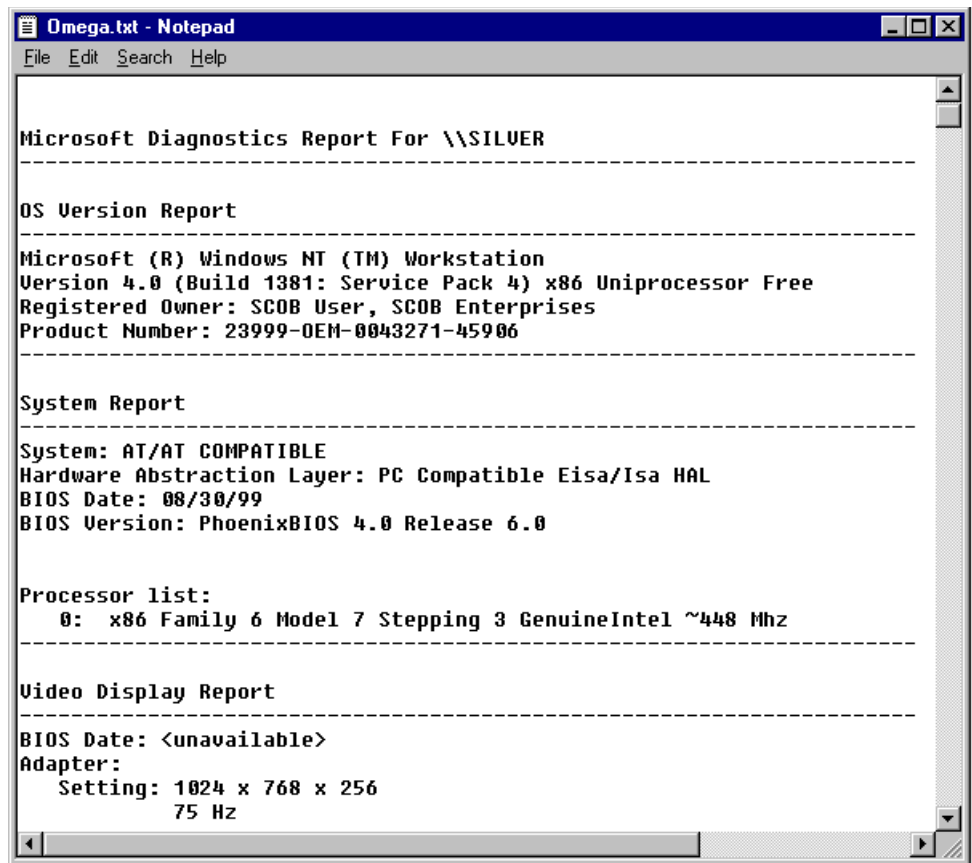 Omega.txt - Notepad
File Edit Search Help
Microsoft Diagnostics Report For \\SILVER
----------------------------------------------------------------------
OS Version Report
----------------------------------------------------------------------
Microsoft (R) Windows NT (TM) Workstation
Version 4.0 (Build 1381: Service Pack 4) x86 Uniprocessor Free
Registered Owner: SCOB User, SCOB Enterprises
Product Number: 23999-OEM-0043271-45906
----------------------------------------------------------------------
System Report
----------------------------------------------------------------------
System: AT/AT COMPATIBLE
Hardware Abstraction Layer: PC Compatible Eisa/Isa HAL
BIOS Date: 08/30/99
BIOS Version: PhoenixBIOS 4.0 Release 6.0
Processor list:
0: x86 Family 6 Model 7 Stepping 3 GenuineIntel ~448 Mhz
----------------------------------------------------------------------
Video Display Report
----------------------------------------------------------------------
BIOS Date: <unavailable>
Adapter:
Setting: 1024 x 768 x 256
75 Hz